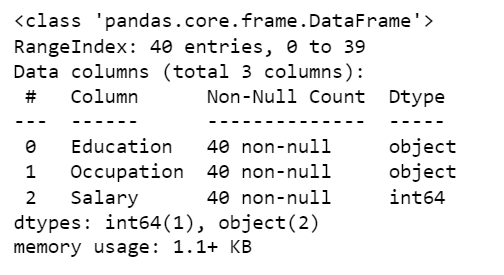 <class 'pandas.core.frame.DataFrame'>
RangeIndex: 40 entries, 0 to 39
Data columns (total 3 columns):
 #   Column      Non-Null Count  Dtype
---  ------      --------------  -----
 0   Education   40 non-null     object
 1   Occupation  40 non-null     object
 2   Salary      40 non-null     int64
dtypes: int64(1), object(2)
memory usage: 1.1+ KB